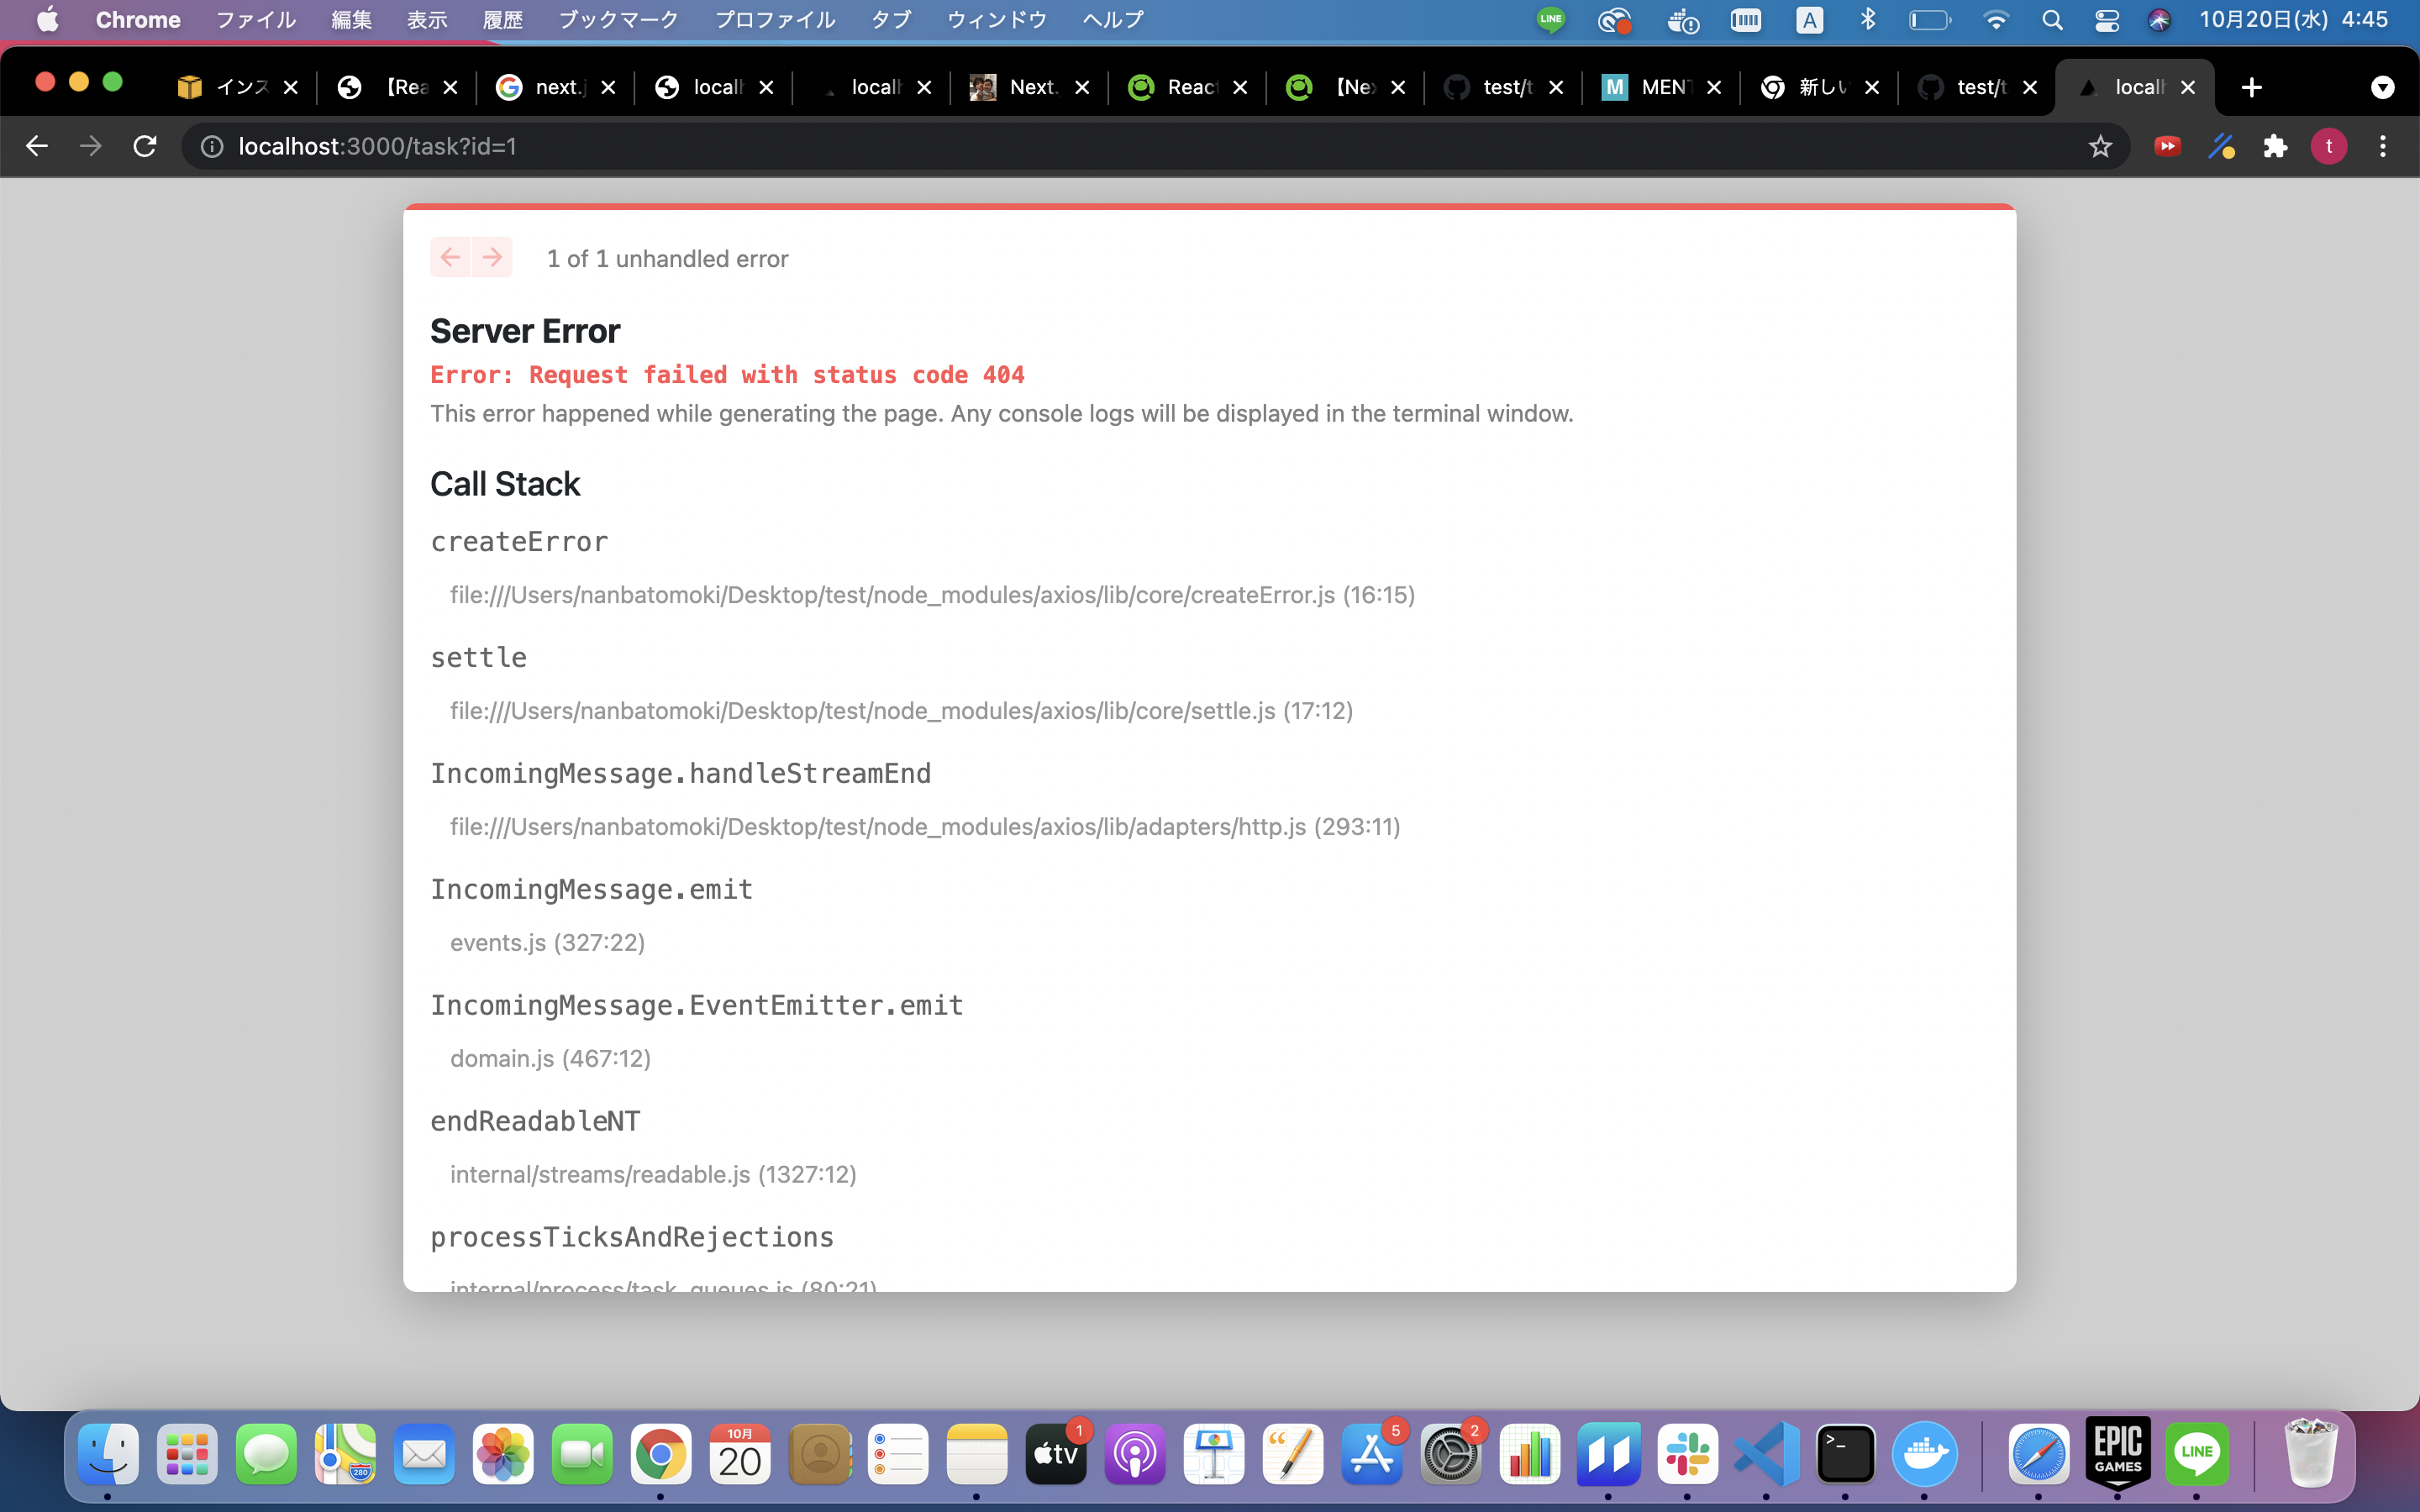 Chrome ファイル 編集 表示 履歴 ブックマーク プロファイル タブ ウィンドウ ヘルプ LINE A 10月20日(水) 4:45
インス 【Rea next.j localh localh Next. React 【Nex test/t M MENT 新しい test/t localh
localhost:3000/task?id=1 t
1 of 1 unhandled error
Server Error
Error: Request failed with status code 404
This error happened while generating the page. Any console logs will be displayed in the terminal window.
Call Stack
createError
file:///Users/nanbatomoki/Desktop/test/node_modules/axios/lib/core/createError.js (16:15)
settle
file:///Users/nanbatomoki/Desktop/test/node_modules/axios/lib/core/settle.js (17:12)
IncomingMessage.handleStreamEnd
file:///Users/nanbatomoki/Desktop/test/node_modules/axios/lib/adapters/http.js (293:11)
IncomingMessage.emit
events.js (327:22)
IncomingMessage.EventEmitter.emit
domain.js (467:12)
endReadableNT
internal/streams/readable.js (1327:12)
processTicksAndRejections
internal/process/task_queues.js (80:21)
280 10月 20 tv 1 5 2 >_ EPIC GAMES LINE